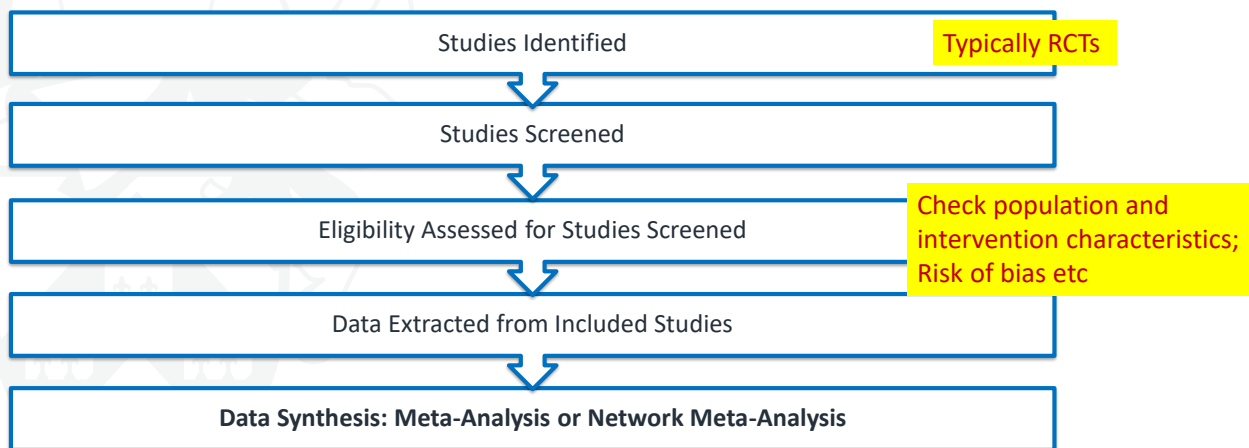 Studies Identified
Typically RCTs
Studies Screened
Eligibility Assessed for Studies Screened
Check population and
intervention characteristics;
Risk of bias etc
Data Extracted from Included Studies
Data Synthesis: Meta-Analysis or Network Meta-Analysis